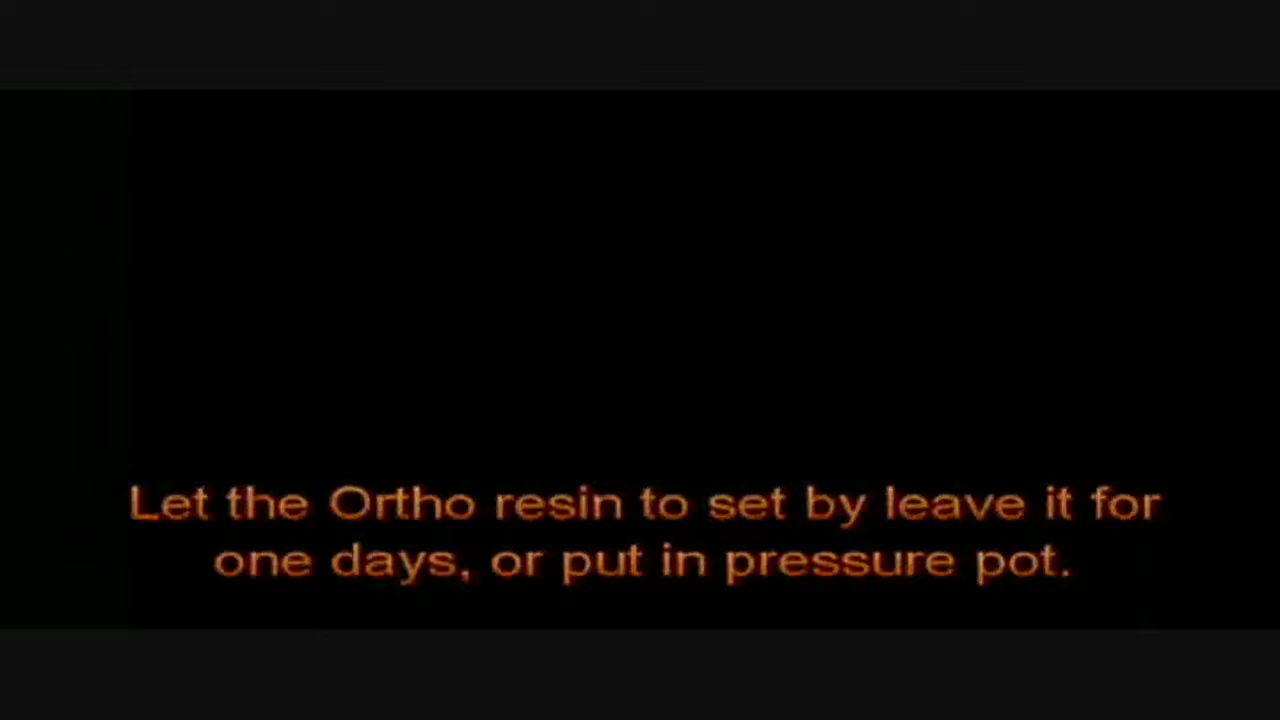 Let the Ortho resin to set by leave it for
one days, or put in pressure pot.